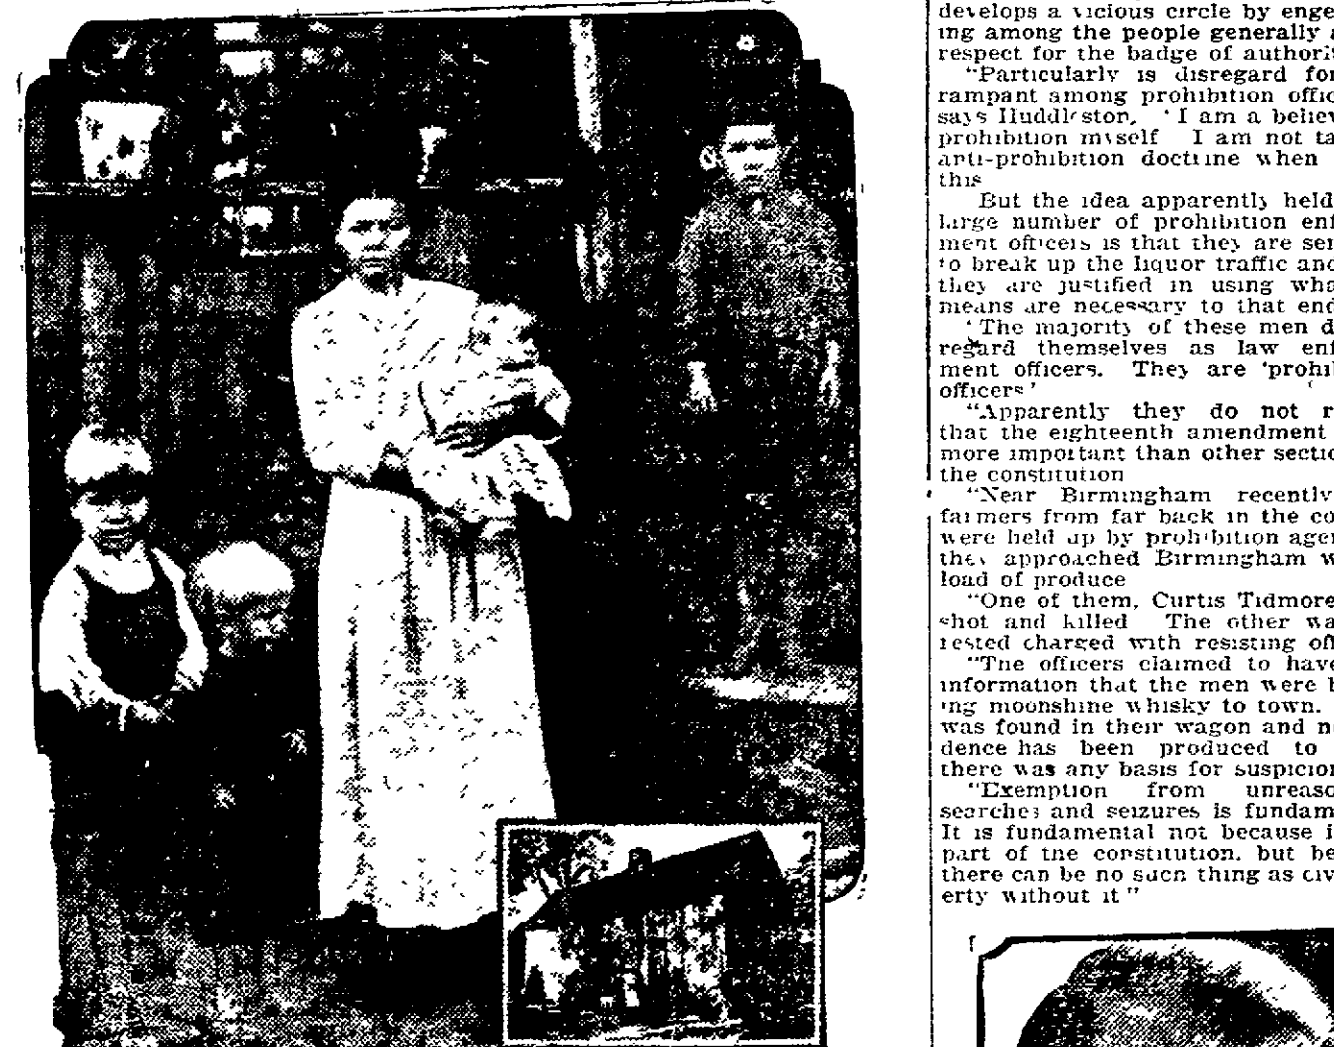 develops a vicious circle by enge
ing among the people generally a
respect for the badge of authori
"Particularly is disregard for
rampant among prohibition offic
says Huddleston, 'I am a believ
prohibition myself I am not ta
anti-prohibition doctrine when
this
But the idea apparently held
large number of prohibition enf
ment officers is that they are sen
to break up the liquor traffic and
they are justified in using wha
means are necessary to that end
'The majority of these men d
regard themselves as law enf
ment officers. They are 'prohi
officers'
"Apparently they do not r
that the eighteenth amendment
more important than other sectio
the constitution
"Near Birmingham recently
farmers from far back in the co
were held up by prohibition agen
they approached Birmingham w
load of produce
"One of them, Curtis Tidmore
shot and killed The other wa
rested charged with resisting off
"The officers claimed to have
information that the men were b
ing moonshine whisky to town.
was found in their wagon and n
dence has been produced to
there was any basis for suspicion
"Exemption from unreaso
searches and seizures is fundam
It is fundamental not because i
part of the constitution. but be
there can be no such thing as civ
erty without it"